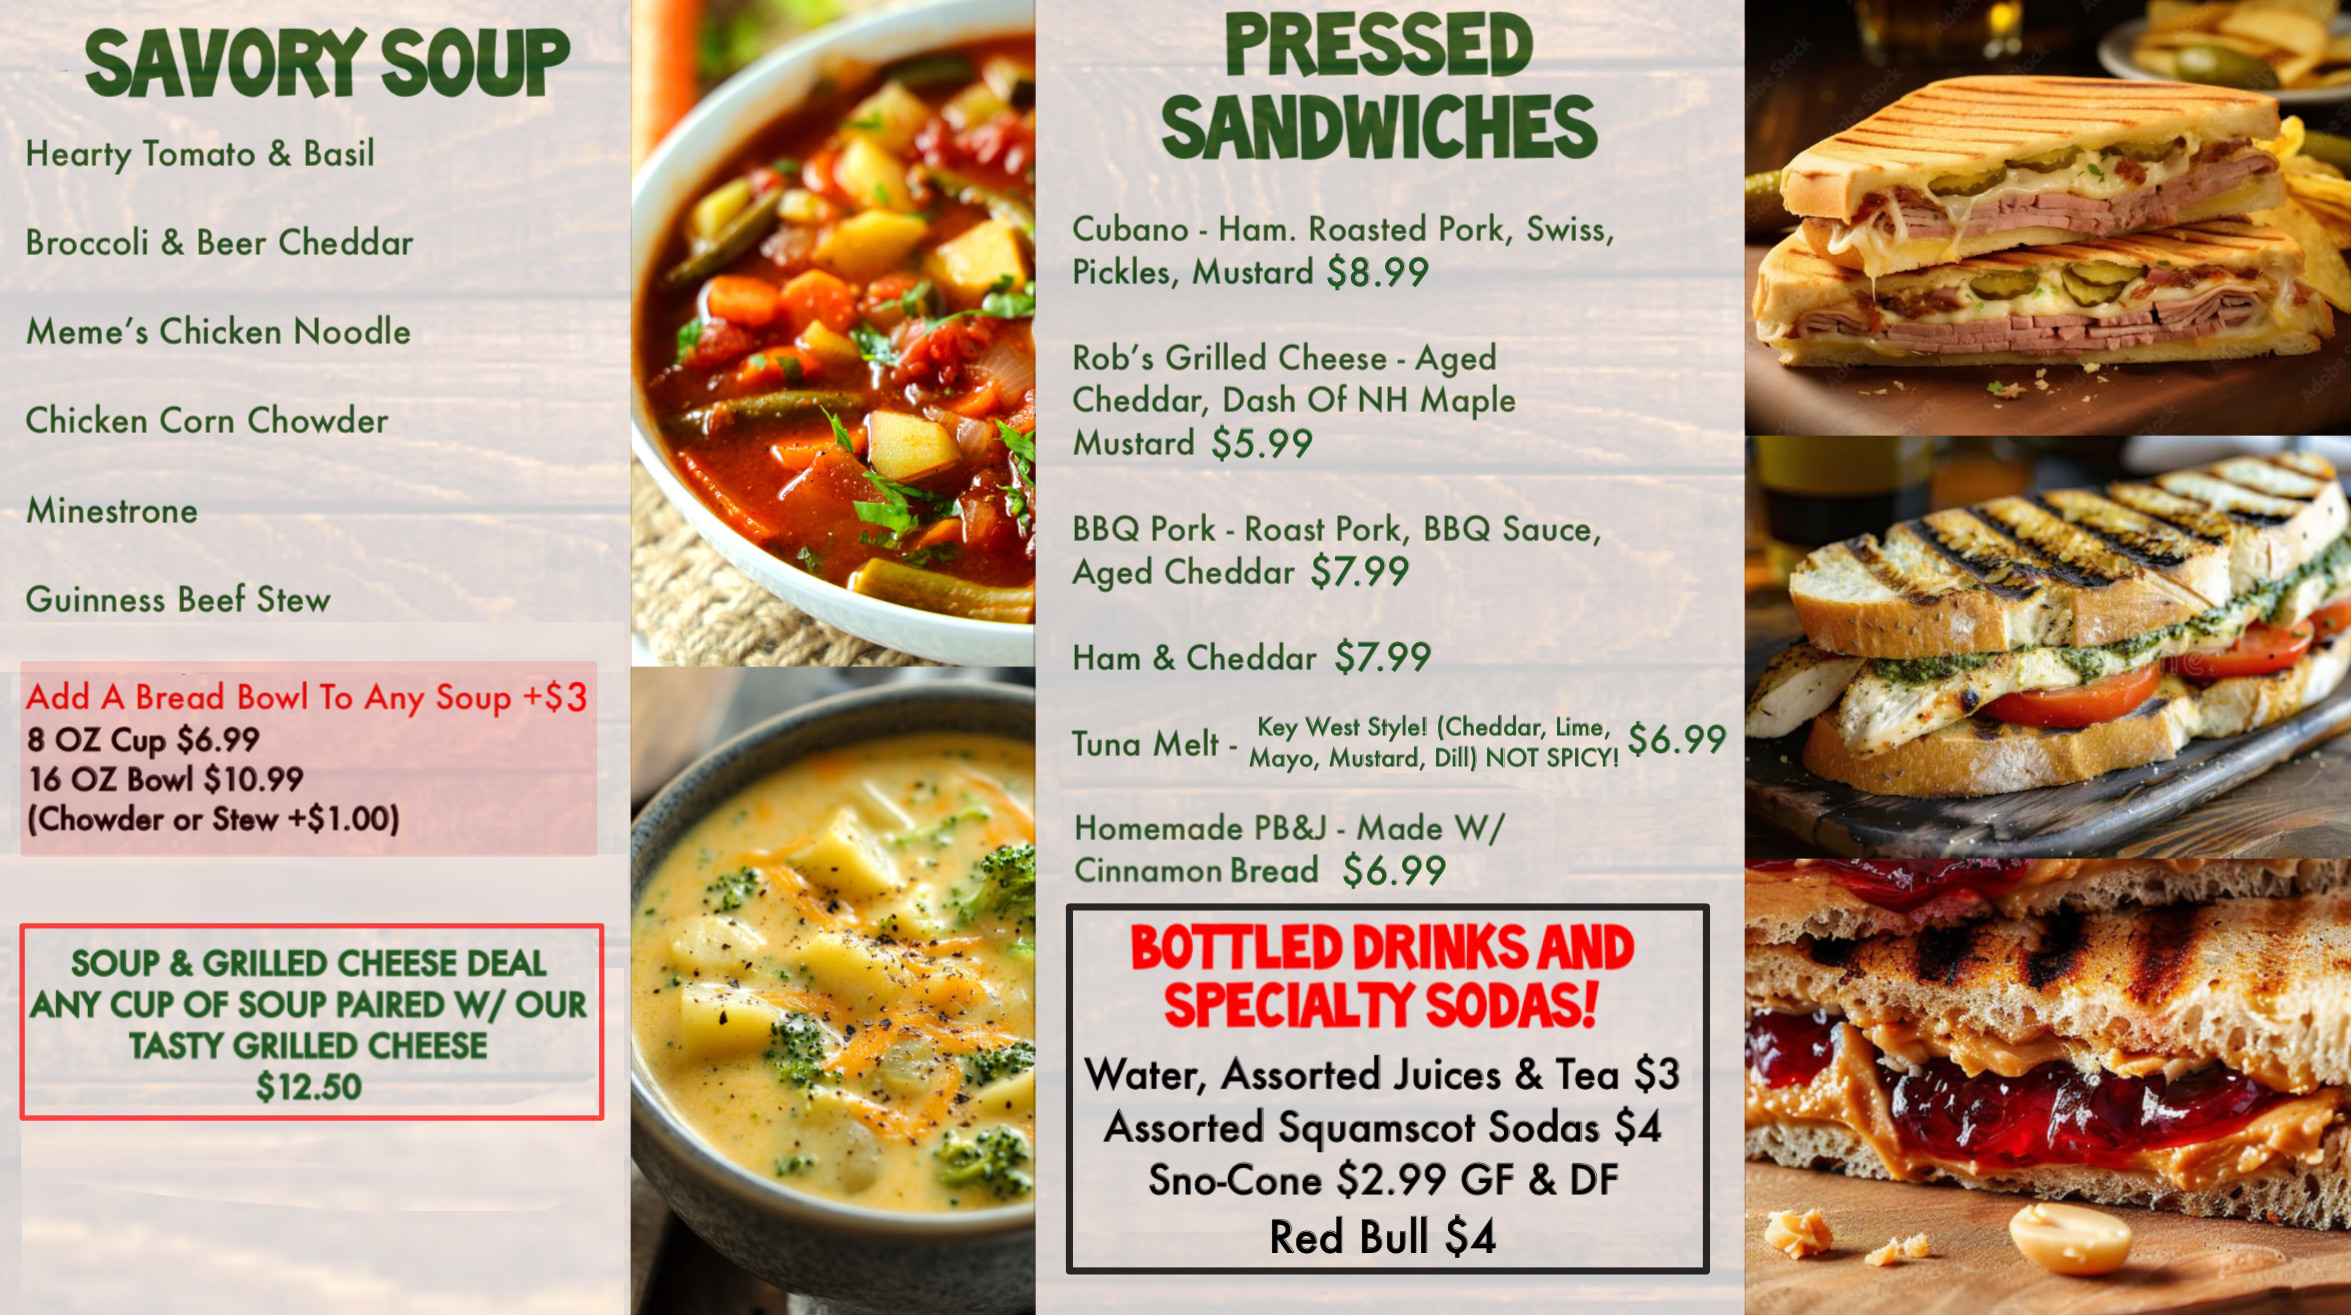 SAVORY SOUP
Hearty Tomato & Basil
Broccoli & Beer Cheddar
Meme's Chicken Noodle
Chicken Corn Chowder
Minestrone
Guinness Beef Stew
Add A Bread Bowl To Any Soup +$3
8 OZ Cup $6.99
16 OZ Bowl $10.99
(Chowder or Stew +$1.00)
SOUP & GRILLED CHEESE DEAL
ANY CUP OF SOUP PAIRED W/ OUR
TASTY GRILLED CHEESE
$12.50
PRESSED
SANDWICHES
Cubano - Ham. Roasted Pork, Swiss,
Pickles, Mustard $8.99
Rob's Grilled Cheese - Aged
Cheddar, Dash Of NH Maple
Mustard $5.99
BBQ Pork - Roast Pork, BBQ Sauce,
Aged Cheddar $7.99
Ham & Cheddar $7.99
Tuna Melt - Key West Style! (Cheddar, Lime,
Mayo, Mustard, Dill) NOT SPICY! $6.99
Homemade PB&J - Made W/
Cinnamon Bread $6.99
BOTTLED DRINKS AND
SPECIALTY SODAS!
Water, Assorted Juices & Tea $3
Assorted Squamscot Sodas $4
Sno-Cone $2.99 GF & DF
Red Bull $4